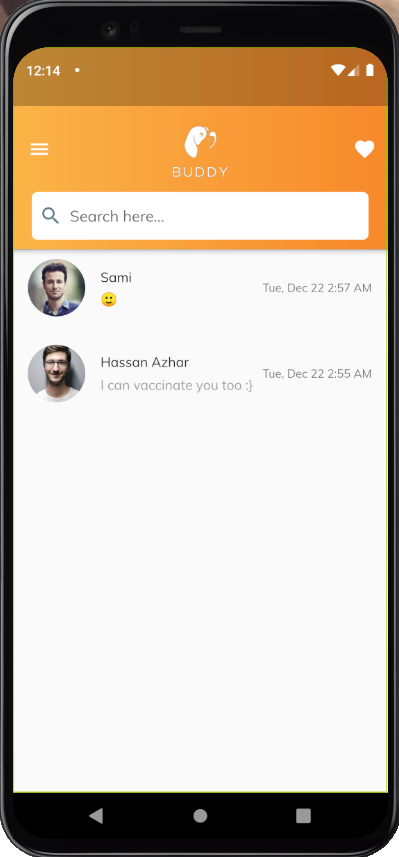 12:14
BUDDY
Search here...
Sami
Tue, Dec 22 2:57 AM
🙂
Hassan Azhar
Tue, Dec 22 2:55 AM
I can vaccinate you too :}